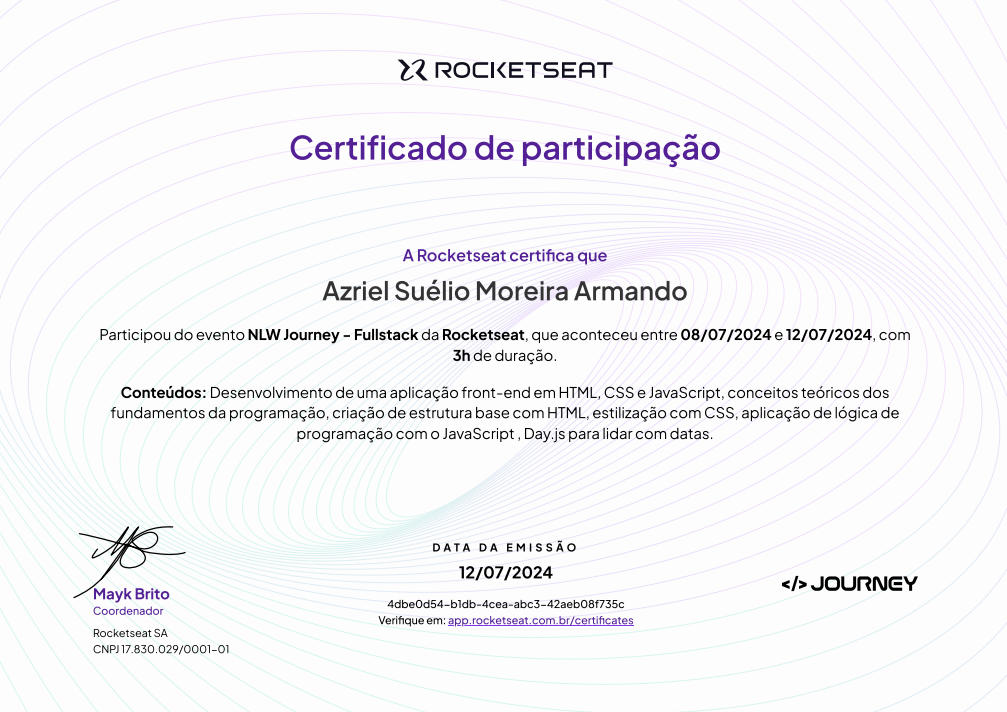 ROCKETSEAT
Certificado de participação
A Rocketseat certifica que
Azriel Suélio Moreira Armando
Participou do evento NLW Journey - Fullstack da Rocketseat, que aconteceu entre 08/07/2024 e 12/07/2024, com
3h de duração.
Conteúdos: Desenvolvimento de uma aplicação front-end em HTML, CSS e JavaScript, conceitos teóricos dos
fundamentos da programação, criação de estrutura base com HTML, estilização com CSS, aplicação de lógica de
programação com o JavaScript , Day.js para lidar com datas.
Mayk Brito
Coordenador
Rocketseat SA
CNPJ 17.830.029/0001-01
DATA DA EMISSÃO
12/07/2024
4dbe0d54-b1db-4cea-abc3-42aeb08f735c
Verifique em: app.rocketseat.com.br/certificates
</> JOURNEY